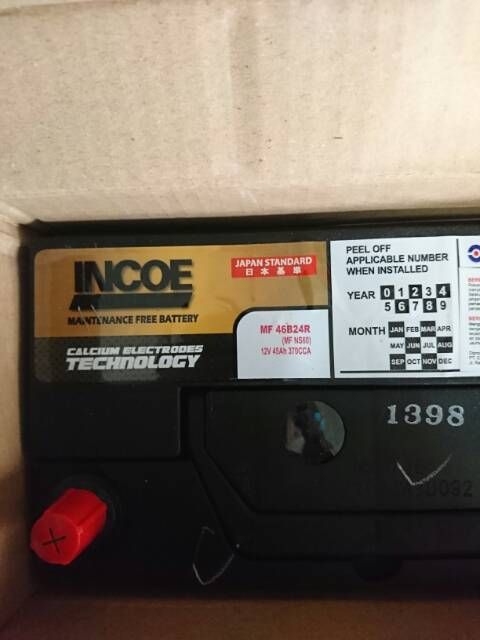 INCOE
MAINTENANCE FREE BATTERY
CALCIUM ELECTRODES
TECHNOLOGY
JAPAN STANDARD
日本基準
MF 46B24R
(MF NS60)
12V 45Ah 370CCA
PEEL OFF
APPLICABLE NUMBER
WHEN INSTALLED
YEAR 0 1 2 3 4
5 6 7 8 9
MONTH JAN FEB MAR APR
MAY JUN JUL AUG
SEP OCT NOV DEC
1398